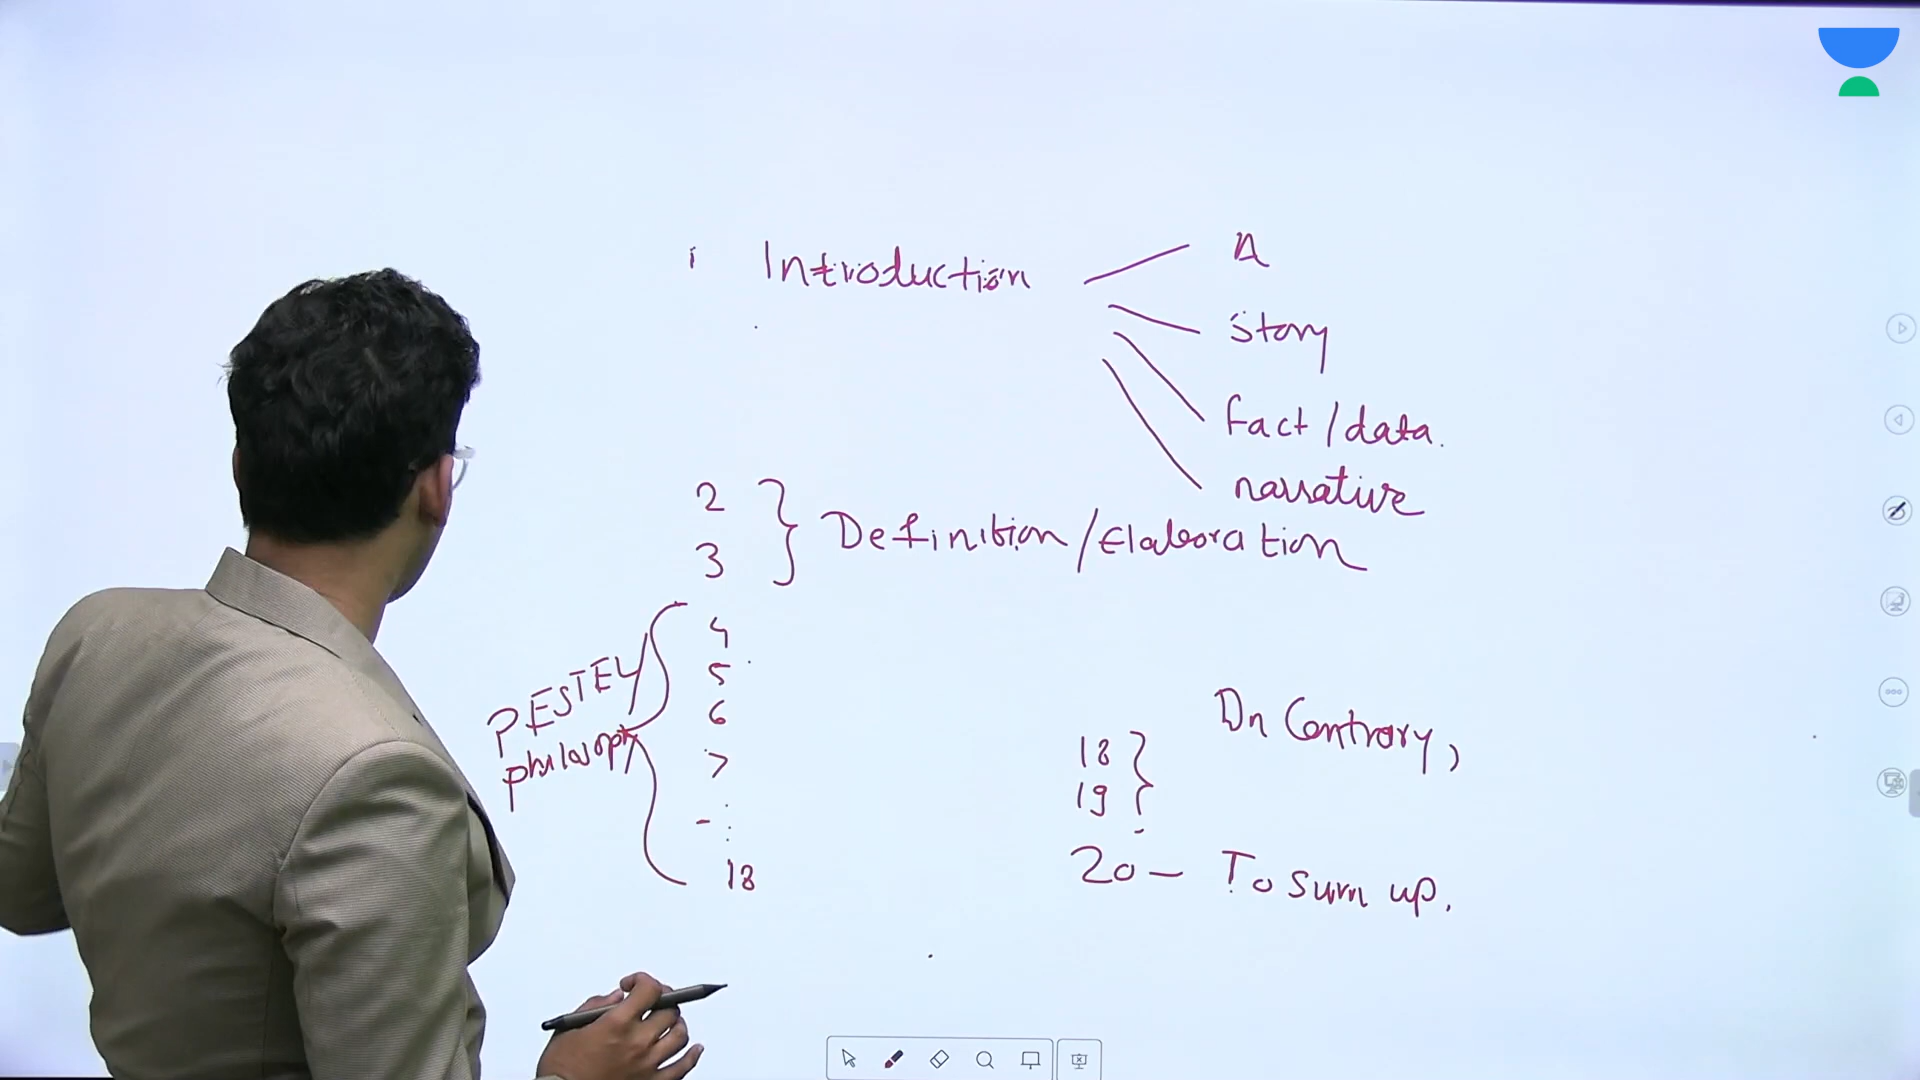 1 Introduction
Story
fact/data.
narrative
2
3
Definition/Elaboration
4
5
6
7
18
PESTEL/
philosophy
On Contrary,
18
19
20 - To sum up.